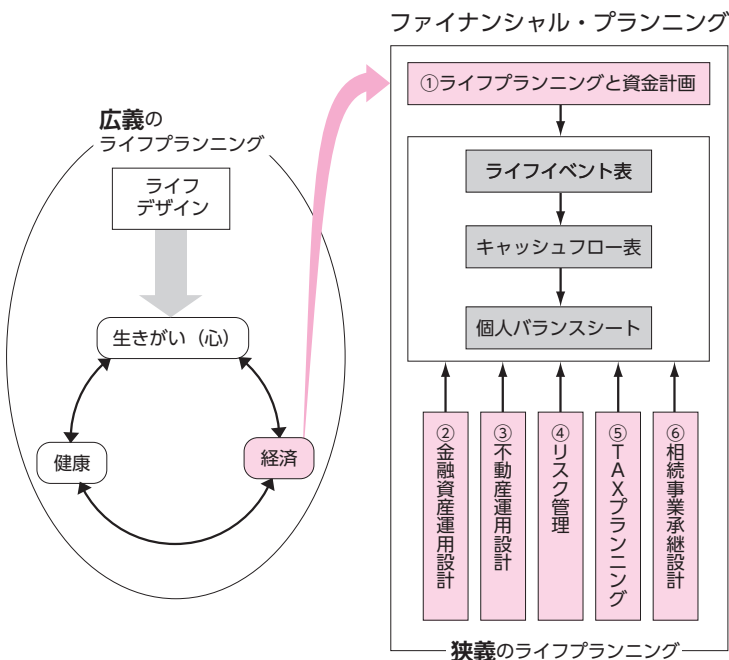 ファイナンシャル・プランニング
①ライフプランニングと資金計画
広義の
ライフプランニング
ライフ
デザイン
生きがい（心）
健康
経済
ライフイベント表
キャッシュフロー表
個人バランスシート
②金融資産運用設計
③不動産運用設計
④リスク管理
⑤TAXプランニング
⑥相続事業承継設計
狭義のライフプランニング